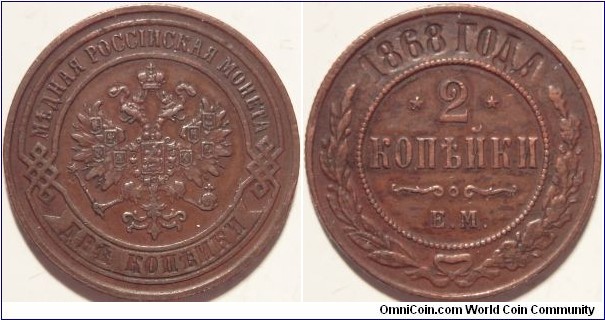 МѢДНАЯ РОССІЙСКАЯ МОНЕТА
ДВѢ КОПѢЙКИ
1868 ГОДА
* 2 *
КОПѢЙКИ
Е.М.
OmniCoin.com World Coin Community